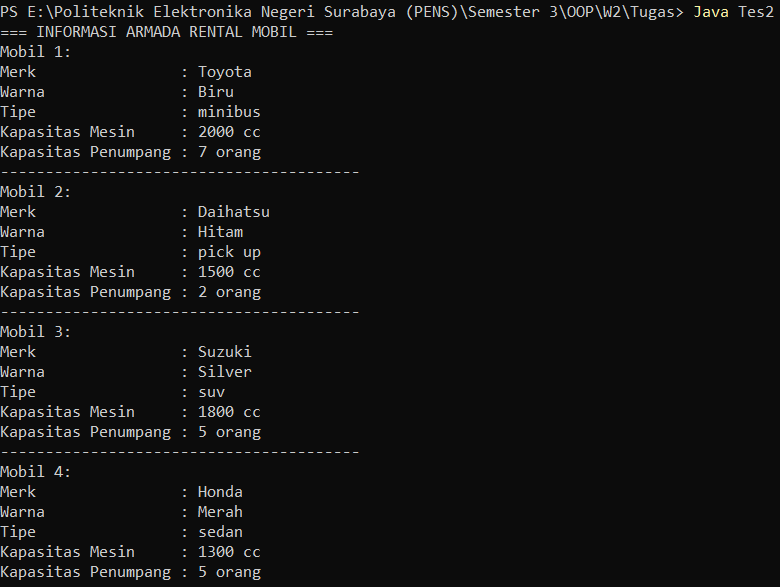 PS E:\Politeknik Elektronika Negeri Surabaya (PENS)\Semester 3\OOP\W2\Tugas> Java Tes2
=== INFORMASI ARMADA RENTAL MOBIL ===
Mobil 1:
Merk                : Toyota
Warna               : Biru
Tipe                : minibus
Kapasitas Mesin     : 2000 cc
Kapasitas Penumpang : 7 orang
----------------------------------------
Mobil 2:
Merk                : Daihatsu
Warna               : Hitam
Tipe                : pick up
Kapasitas Mesin     : 1500 cc
Kapasitas Penumpang : 2 orang
----------------------------------------
Mobil 3:
Merk                : Suzuki
Warna               : Silver
Tipe                : suv
Kapasitas Mesin     : 1800 cc
Kapasitas Penumpang : 5 orang
----------------------------------------
Mobil 4:
Merk                : Honda
Warna               : Merah
Tipe                : sedan
Kapasitas Mesin     : 1300 cc
Kapasitas Penumpang : 5 orang